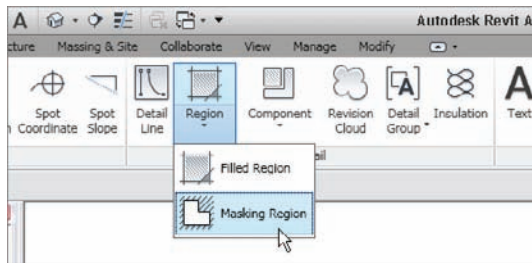 A Autodesk Revit A
cture Massing & Site Collaborate View Manage Modify
Spot Coordinate Spot Slope Detail Line Region Component Revision Cloud Detail Group Insulation Text
ail
Filled Region
Masking Region